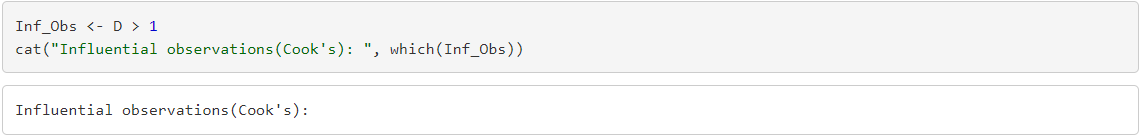 Inf_Obs <- D > 1
cat("Influential observations(Cook's): ", which(Inf_Obs))
Influential observations(Cook's):